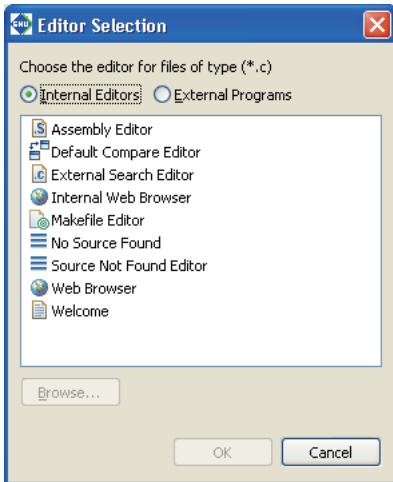 GNU Editor Selection
Choose the editor for files of type (*.c)
Internal Editors External Programs
S Assembly Editor
Default Compare Editor
.c External Search Editor
Internal Web Browser
Makefile Editor
No Source Found
Source Not Found Editor
Web Browser
Welcome
Browse...
OK Cancel